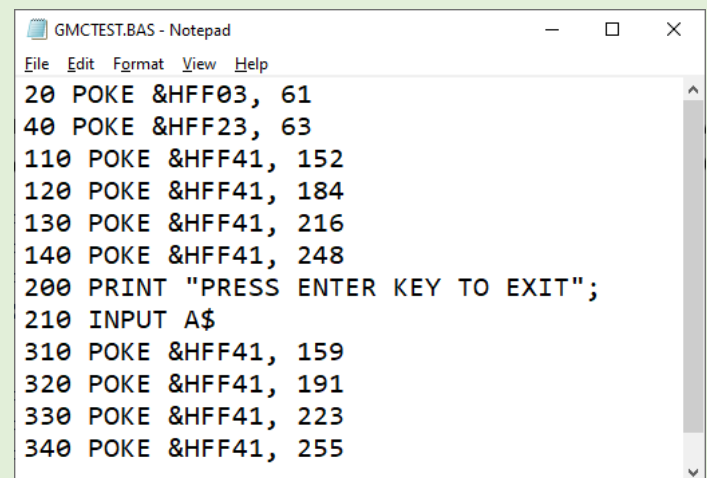 GMCTEST.BAS - Notepad
File Edit Format View Help
20 POKE &HFF03, 61
40 POKE &HFF23, 63
110 POKE &HFF41, 152
120 POKE &HFF41, 184
130 POKE &HFF41, 216
140 POKE &HFF41, 248
200 PRINT "PRESS ENTER KEY TO EXIT";
210 INPUT A$
310 POKE &HFF41, 159
320 POKE &HFF41, 191
330 POKE &HFF41, 223
340 POKE &HFF41, 255